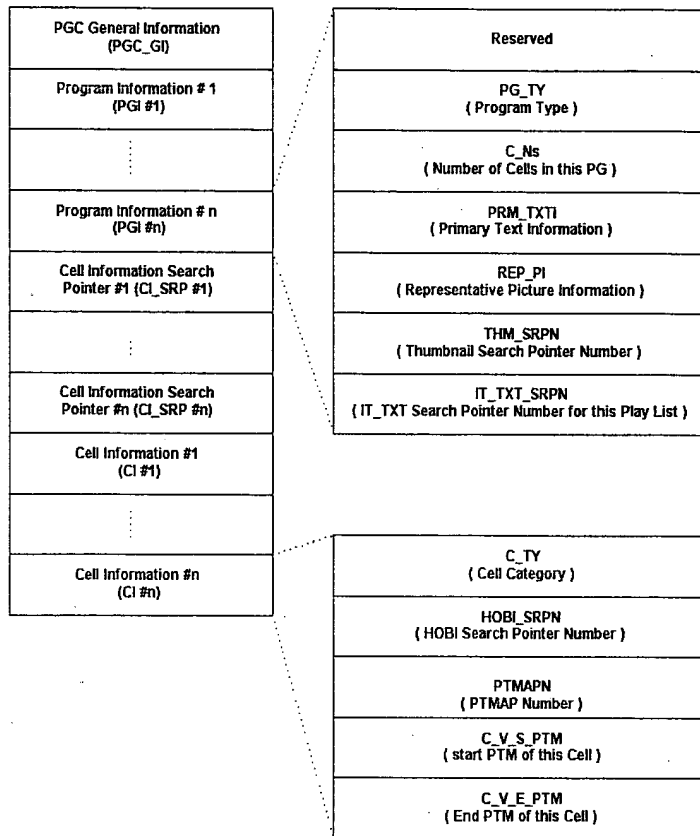 PGC General Information
(PGC_GI)
Program Information # 1
(PGI #1)
Program Information # n
(PGI #n)
Cell Information Search
Pointer #1 (CI_SRP #1)
Cell Information Search
Pointer #n (CI_SRP #n)
Cell Information #1
(CI #1)
Cell Information #n
(CI #n)
Reserved
PG_TY
( Program Type )
C_Ns
( Number of Cells in this PG )
PRM_TXTI
( Primary Text Information )
REP_PI
( Representative Picture Information )
THM_SRPN
( Thumbnail Search Pointer Number )
IT_TXT_SRPN
( IT_TXT Search Pointer Number for this Play List )
C_TY
( Cell Category )
HOBI_SRPN
( HOBI Search Pointer Number )
PTMAPN
( PTMAP Number )
C_V_S_PTM
( start PTM of this Cell )
C_V_E_PTM
( End PTM of this Cell )